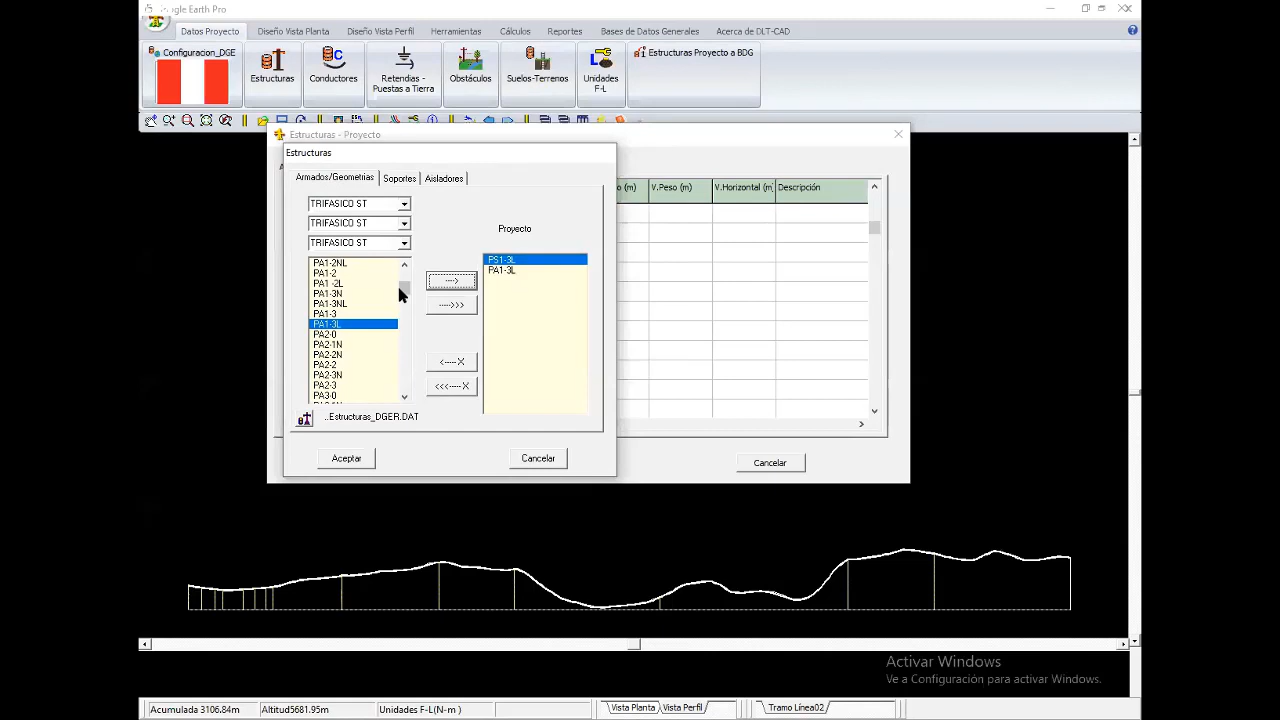 ogle Earth Pro
Datos Proyecto
Diseño Vista Planta
Diseño Vista Perfil
Herramientas
Cálculos
Reportes
Bases de Datos Generales
Acerca de DLT-CAD
Configuracion_DGE
Estructuras
Conductores
Retendias -
Puestas a Tierra
Obstáculos
Suelos-Terrenos
Unidades
F-L
Estructuras Proyecto a BDG
Estructuras - Proyecto
Estructuras
Armados/Geometrias
Soportes
Aisladores
o (m)
V.Peso (m)
V.Horizontal (m)
Descripción
TRIFASICO ST
TRIFASICO ST
TRIFASICO ST
Proyecto
PS1-3L
PA1-3L
PA1-2NL
PA1-2
PA1 -2L
PA1-3N
PA1-3NL
PA1-3
PA1-3L
PA2-0
PA2-1N
PA2-2N
PA2-2
PA2-3N
PA2-3
PA3-0
--->
---->>>
<----X
<<<----X
..Estructuras_DGER.DAT
Aceptar
Cancelar
Cancelar
Activar Windows
Ve a Configuración para activar Windows.
Acumulada 3106.84m
Altitud5681.95m
Unidades F-L(N-m )
Vista Planta
Vista Perfil
Tramo Línea02